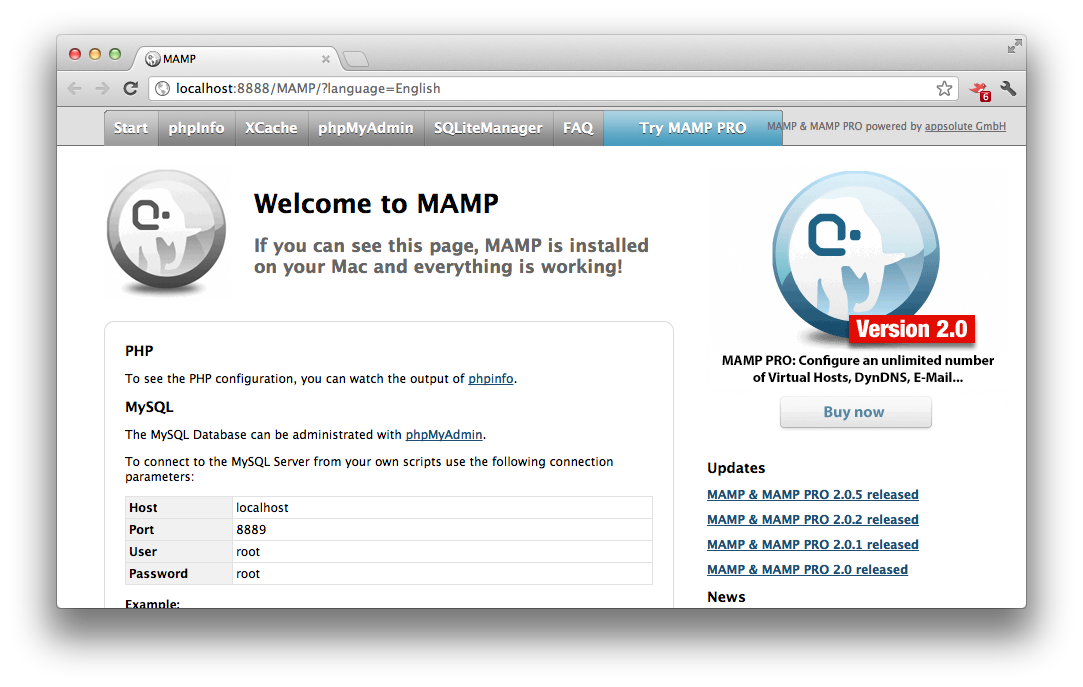 MAMP
localhost:8888/MAMP/?language=English
6
Start phpInfo XCache phpMyAdmin SQLiteManager FAQ Try MAMP PRO MAMP & MAMP PRO powered by appsolute GmbH
Welcome to MAMP
If you can see this page, MAMP is installed
on your Mac and everything is working!
PHP
To see the PHP configuration, you can watch the output of phpinfo.
MySQL
The MySQL Database can be administrated with phpMyAdmin.
To connect to the MySQL Server from your own scripts use the following connection
parameters:
Host localhost
Port 8889
User root
Password root
Example:
Version 2.0
MAMP PRO: Configure an unlimited number
of Virtual Hosts, DynDNS, E-Mail...
Buy now
Updates
MAMP & MAMP PRO 2.0.5 released
MAMP & MAMP PRO 2.0.2 released
MAMP & MAMP PRO 2.0.1 released
MAMP & MAMP PRO 2.0 released
News